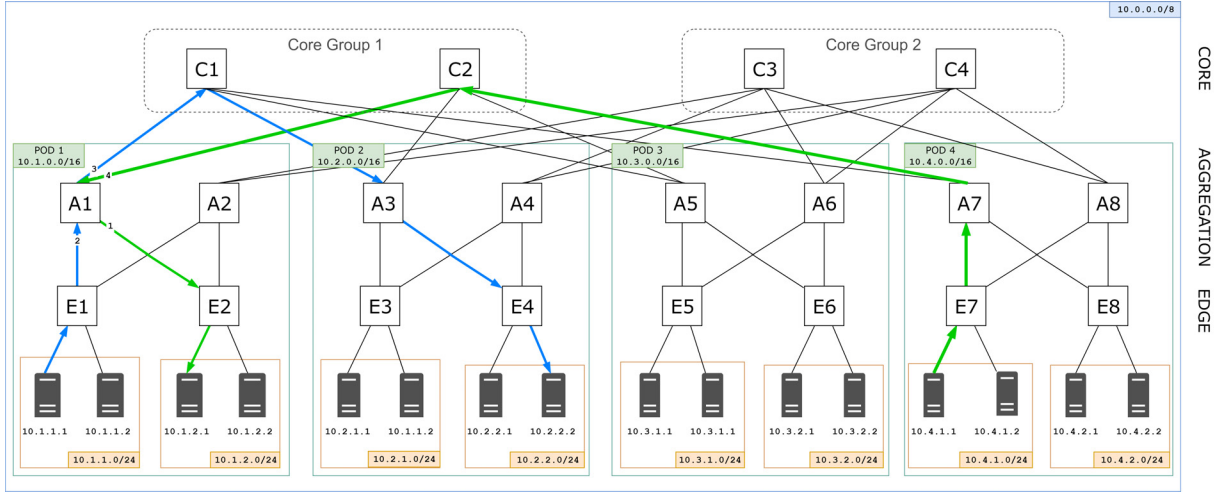 10.0.0.0/8
Core Group 1
Core Group 2
C1
C2
C3
C4
CORE
POD 1
10.1.0.0/16
POD 2
10.2.0.0/16
POD 3
10.3.0.0/16
POD 4
10.4.0.0/16
3
4
A1
A2
A3
A4
A5
A6
A7
A8
AGGREGATION
1
2
E1
E2
E3
E4
E5
E6
E7
E8
EDGE
10.1.1.1
10.1.1.2
10.1.2.1
10.1.2.2
10.2.1.1
10.1.1.2
10.2.2.1
10.2.2.2
10.3.1.1
10.3.1.1
10.3.2.1
10.3.2.2
10.4.1.1
10.4.1.2
10.4.2.1
10.4.2.2
10.1.1.0/24
10.1.2.0/24
10.2.1.0/24
10.2.2.0/24
10.3.1.0/24
10.3.2.0/24
10.4.1.0/24
10.4.2.0/24